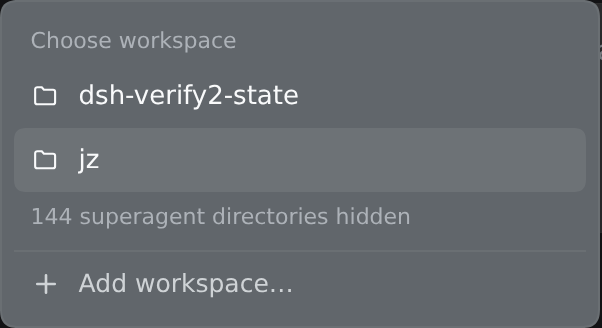 Choose workspace
dsh-verify2-state
jz
144 superagent directories hidden
+ Add workspace...